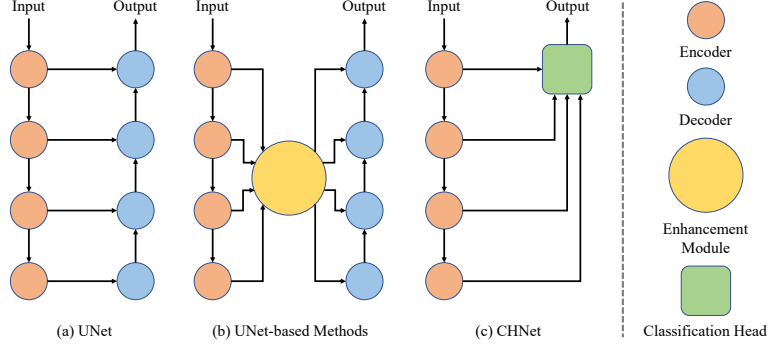 Input
Output
Input
Output
Input
Output
Encoder
Decoder
Enhancement
Module
Classification Head
(a) UNet
(b) UNet-based Methods
(c) CHNet